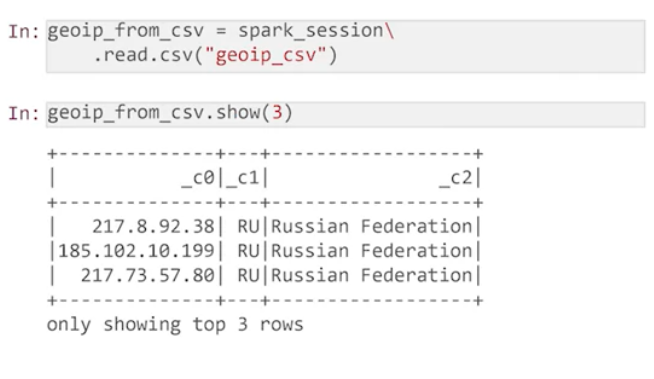 In: geoip_from_csv = spark_session\
.read.csv("geoip_csv")
In: geoip_from_csv.show(3)
+--------------+---+------------------+
|           _c0|_c1|               _c2|
+--------------+---+------------------+
|   217.8.92.38| RU|Russian Federation|
|185.102.10.199| RU|Russian Federation|
|  217.73.57.80| RU|Russian Federation|
+--------------+---+------------------+
only showing top 3 rows